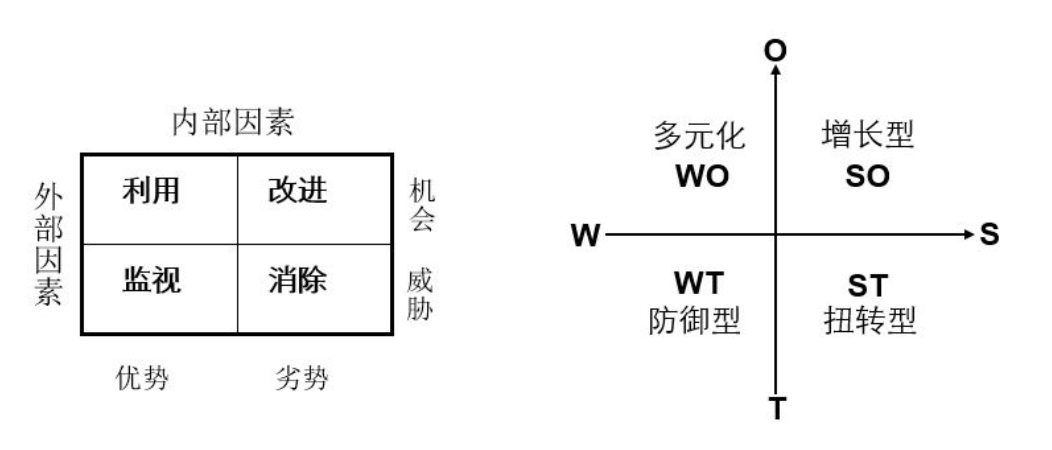 内部因素
外部因素
利用
改进
机会
监视
消除
威胁
优势
劣势
O
多元化
WO
增长型
SO
W
S
WT
防御型
ST
扭转型
T